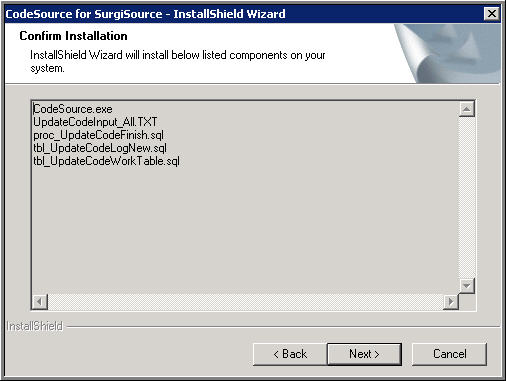 CodeSource for SurgiSource - InstallShield Wizard
Confirm Installation
InstallShield Wizard will install below listed components on your
system.
CodeSource.exe
UpdateCodeInput_All.TXT
proc_UpdateCodeFinish.sql
tbl_UpdateCodeLogNew.sql
tbl_UpdateCodeWorkTable.sql
InstallShield
< Back
Next >
Cancel